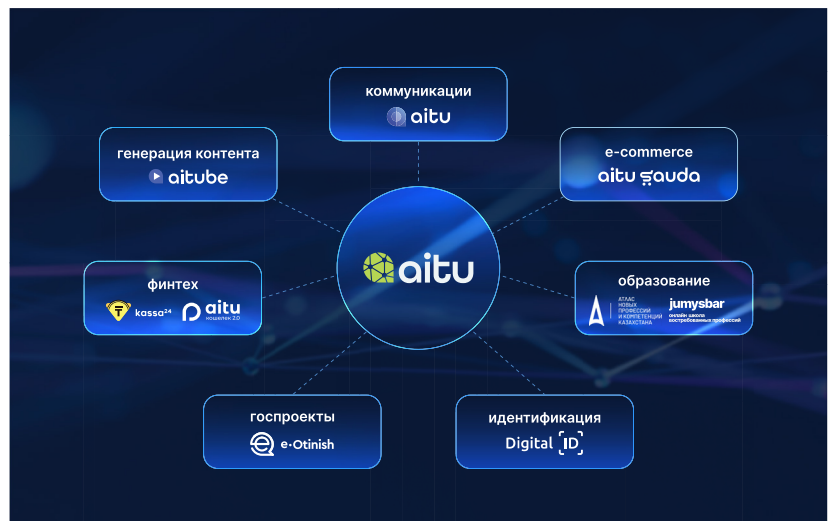 коммуникации
aitu
генерация контента
aitube
e-commerce
aitu sauda
aitu
финтех
kassa24
aitu
кошелек 2.0
образование
АТЛАС
НОВЫХ
ПРОФЕССИЙ
И КОМПЕТЕНЦИЙ
КАЗАХСТАНА
jumysbar
онлайн школа
востребованных профессий
госпроекты
e-Otinish
идентификация
Digital ID